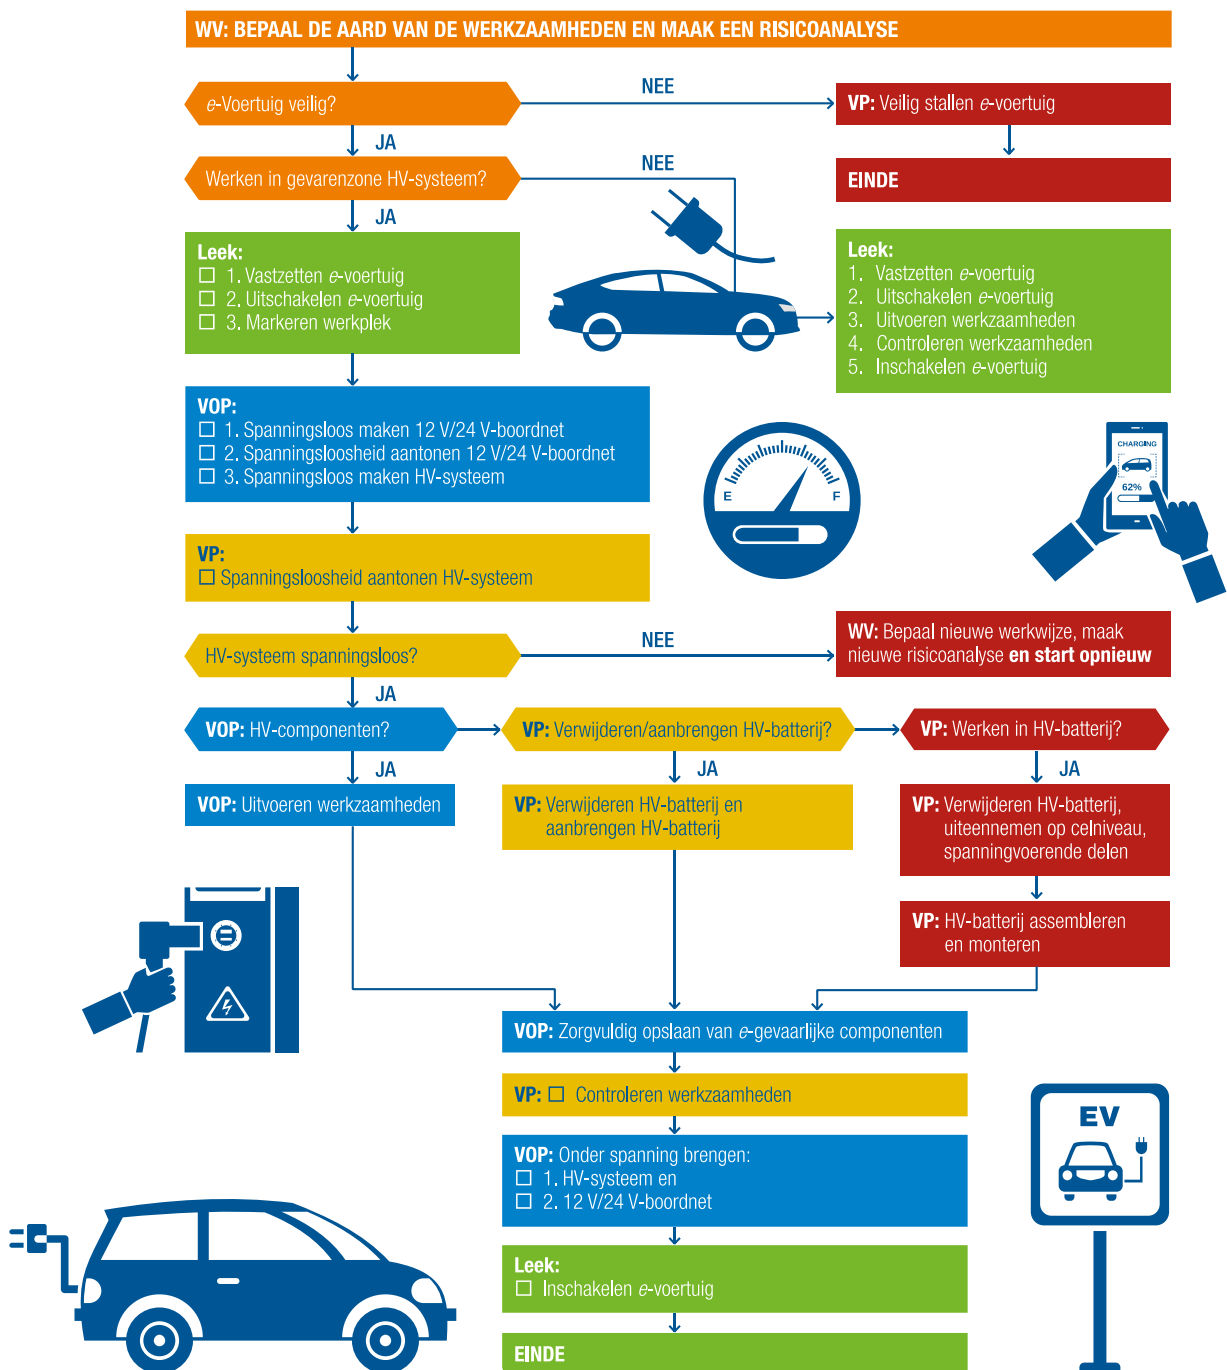 WV: BEPAAL DE AARD VAN DE WERKZAAMHEDEN EN MAAK EEN RISICOANALYSE
e-Voertuig veilig?
NEE
VP: Veilig stallen e-voertuig
JA
EINDE
Werken in gevarenzone HV-systeem?
NEE
JA
Leek:
☐ 1. Vastzetten e-voertuig
☐ 2. Uitschakelen e-voertuig
☐ 3. Markeren werkplek
Leek:
1. Vastzetten e-voertuig
2. Uitschakelen e-voertuig
3. Uitvoeren werkzaamheden
4. Controleren werkzaamheden
5. Inschakelen e-voertuig
VOP:
☐ 1. Spanningsloos maken 12 V/24 V-boordnet
☐ 2. Spanningsloosheid aantonen 12 V/24 V-boordnet
☐ 3. Spanningsloos maken HV-systeem
E F
CHARGING
62%
VP:
☐ Spanningsloosheid aantonen HV-systeem
HV-systeem spanningsloos?
NEE
WV: Bepaal nieuwe werkwijze, maak
nieuwe risicoanalyse en start opnieuw
JA
VOP: HV-componenten?
VP: Verwijderen/aanbrengen HV-batterij?
VP: Werken in HV-batterij?
JA
JA
JA
VOP: Uitvoeren werkzaamheden
VP: Verwijderen HV-batterij en
aanbrengen HV-batterij
VP: Verwijderen HV-batterij,
uiteennemen op celniveau,
spanningvoerende delen
VP: HV-batterij assembleren
en monteren
VOP: Zorgvuldig opslaan van e-gevaarlijke componenten
VP: ☐ Controleren werkzaamheden
VOP: Onder spanning brengen:
☐ 1. HV-systeem en
☐ 2. 12 V/24 V-boordnet
EV
Leek:
☐ Inschakelen e-voertuig
EINDE